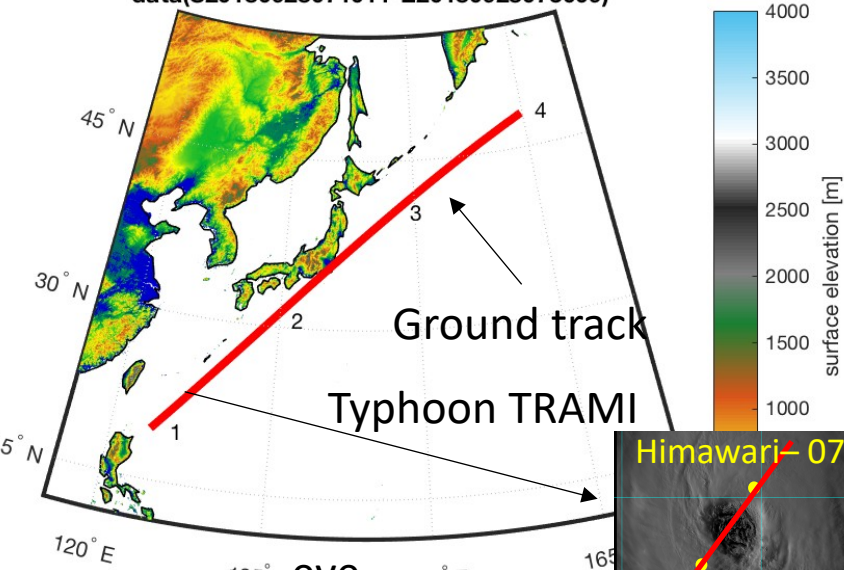 4000
45° N
4
3500
3000
3
2500
surface elevation [m]
30° N
2000
2
Ground track
1500
Typhoon TRAMI
1000
1
5° N
Himawari– 07
120° E
eye
165